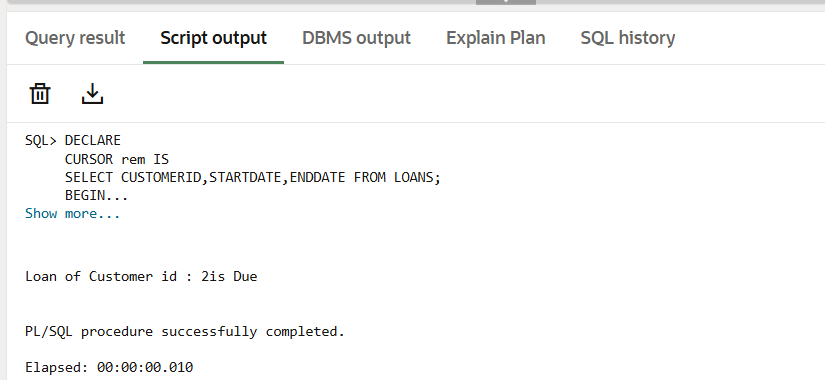 Query result Script output DBMS output Explain Plan SQL history
SQL> DECLARE
CURSOR rem IS
SELECT CUSTOMERID,STARTDATE,ENDDATE FROM LOANS;
BEGIN...
Show more...
Loan of Customer id : 2is Due
PL/SQL procedure successfully completed.
Elapsed: 00:00:00.010